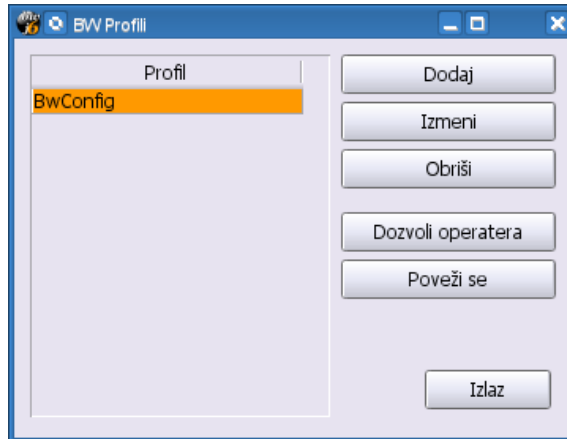 BW Profili
Profil
BwConfig
Dodaj
Izmeni
Obriši
Dozvoli operatera
Poveži se
Izlaz